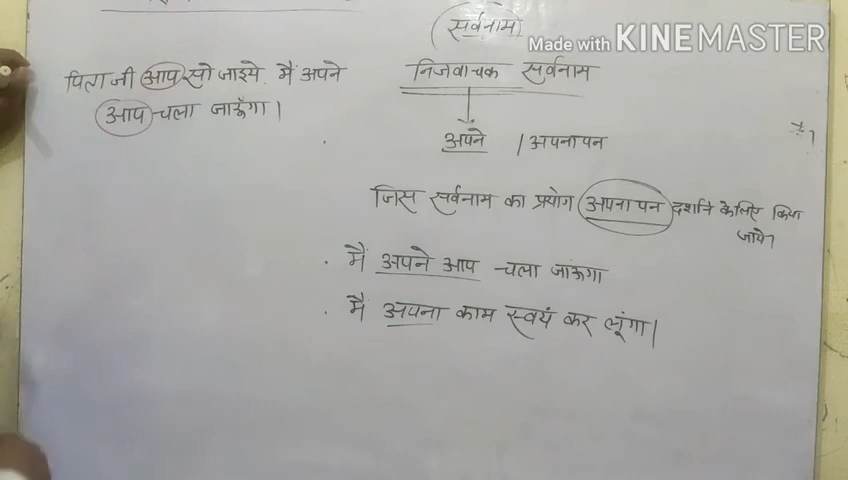 सर्वनाम
Made with KINEMASTER
पिता जी आप सो जाइये. मैं अपने
आप चला जाऊँगा।
निजवाचक सर्वनाम
अपने / अपनापन
जिस सर्वनाम का प्रयोग अपनापन दर्शाने के लिए किया
जाये।
. मैं अपने आप चला जाऊंगा
. मै अपना काम स्वयं कर लूंगा।